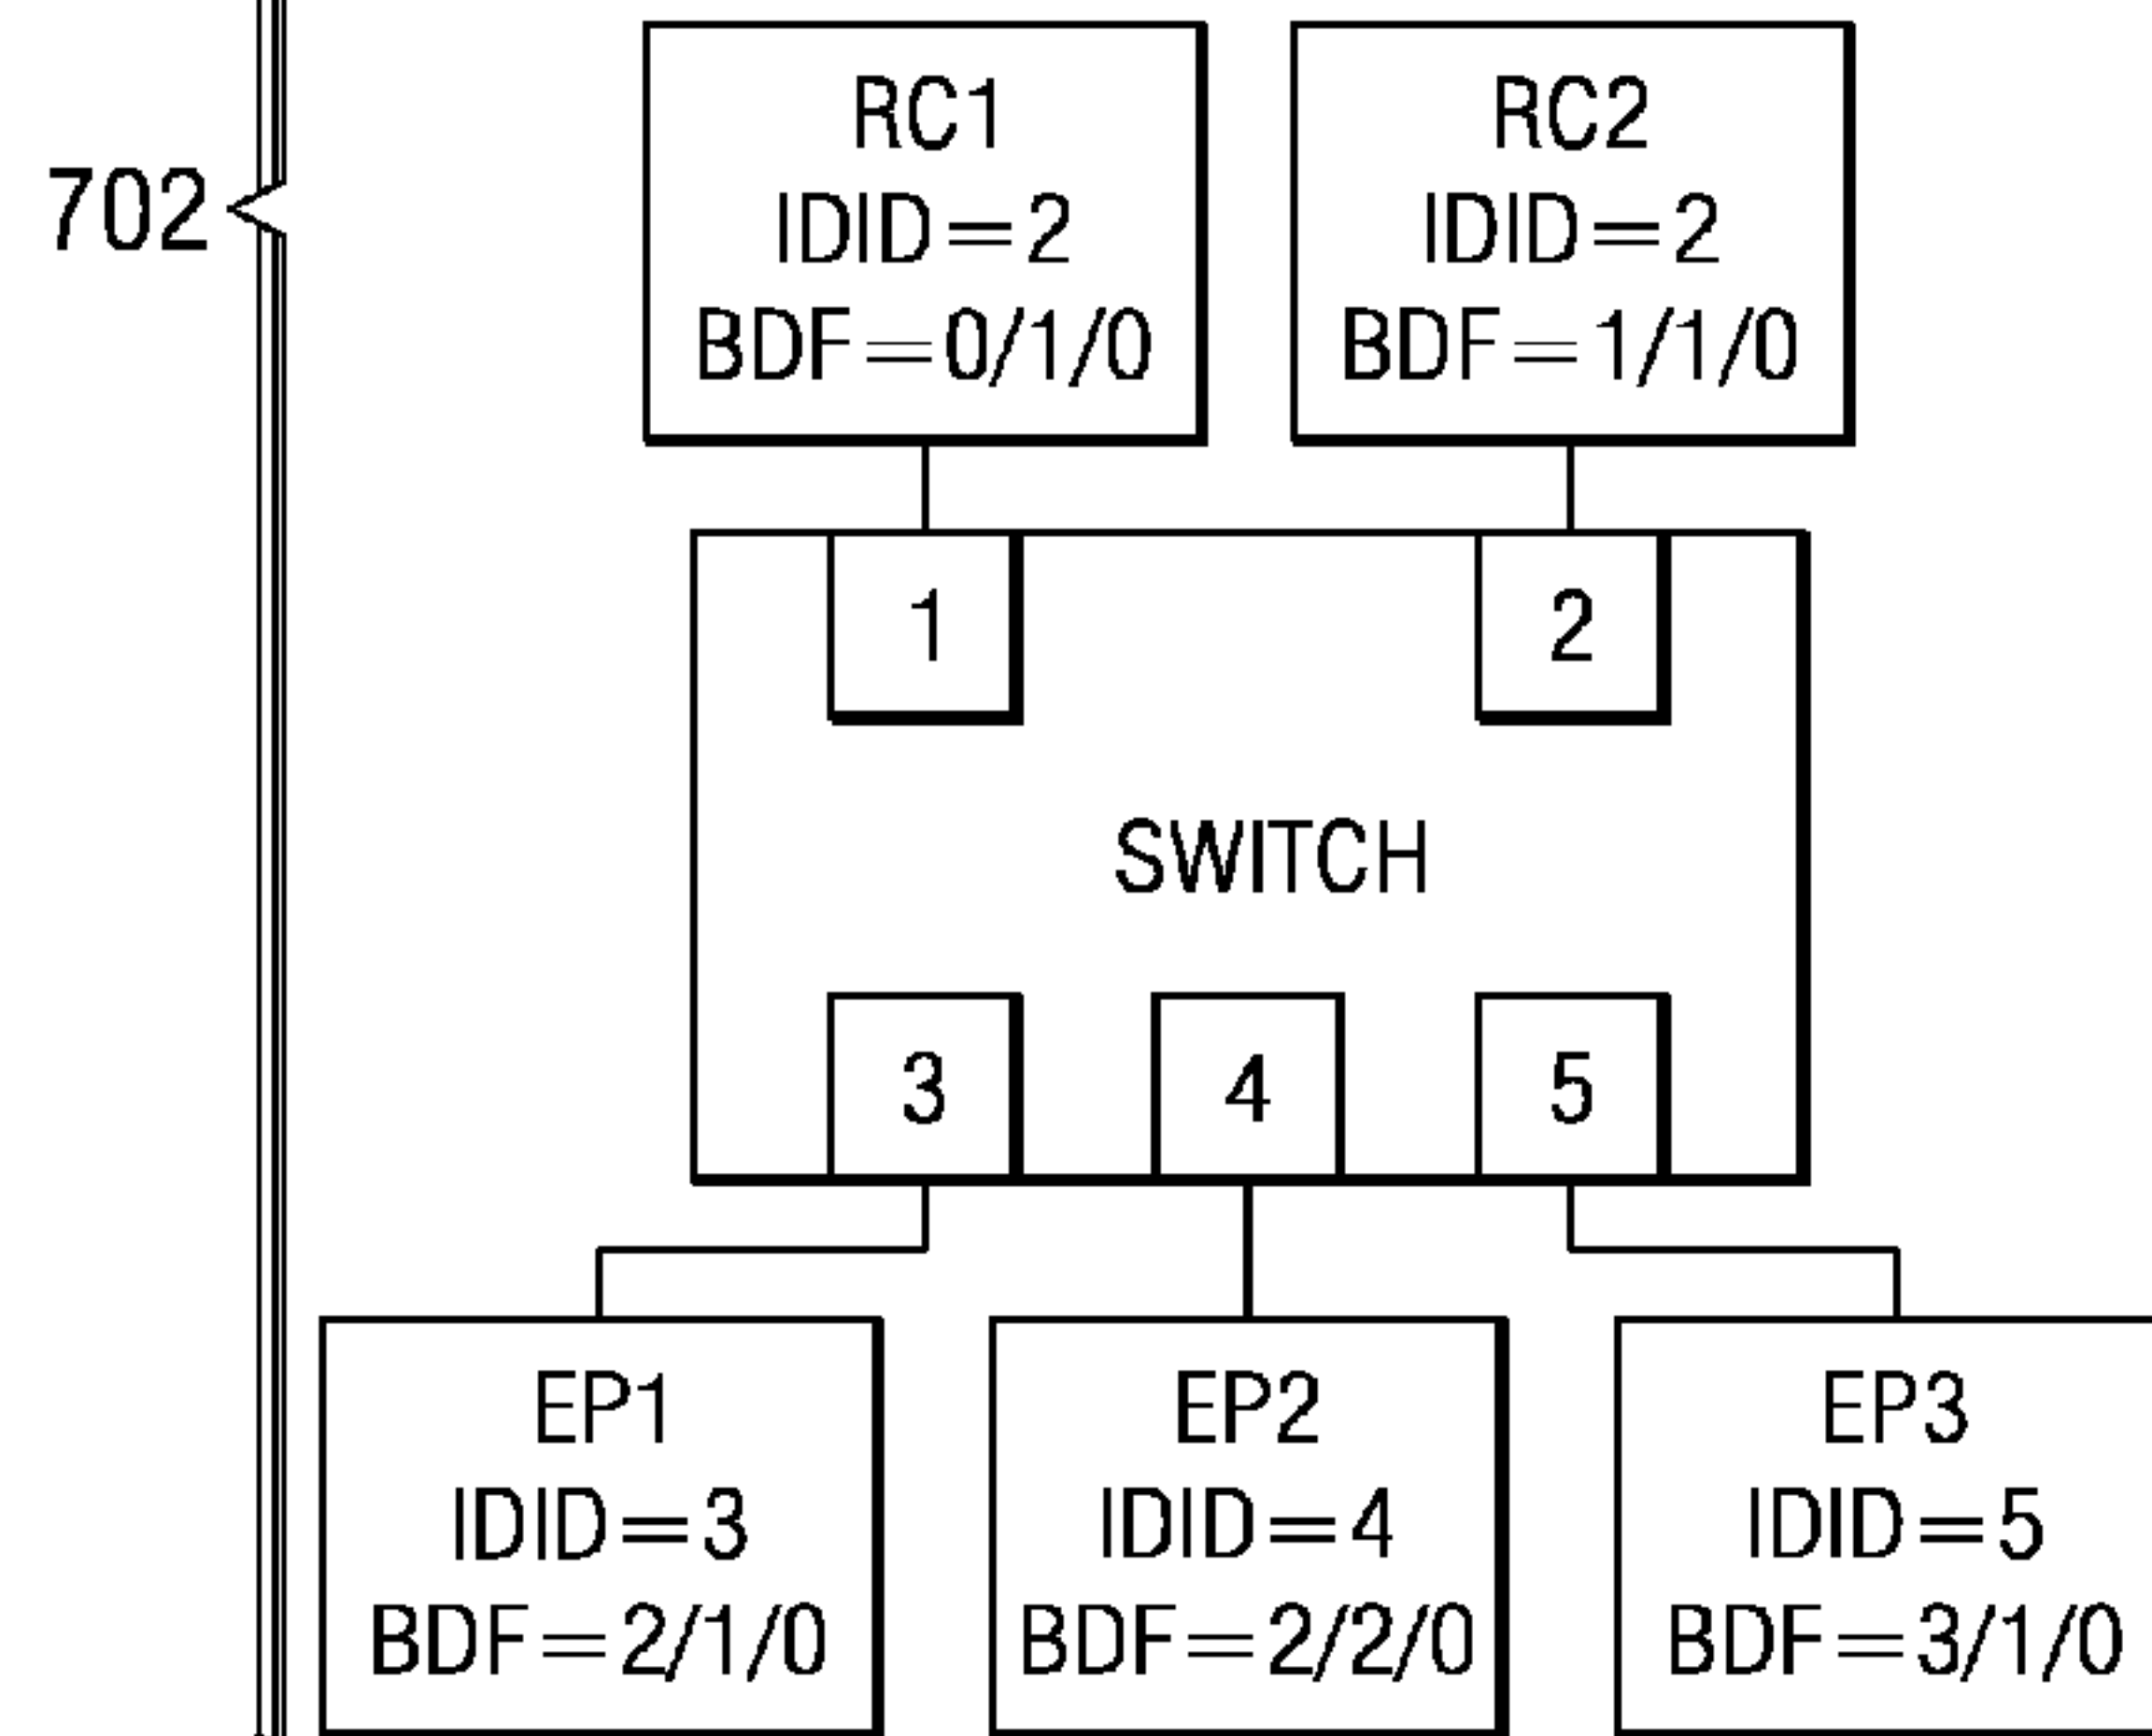 702
RC1
IDID=2
BDF=0/1/0
RC2
IDID=2
BDF=1/1/0
1
2
SWITCH
3
4
5
EP1
IDID=3
BDF=2/1/0
EP2
IDID=4
BDF=2/2/0
EP3
IDID=5
BDF=3/1/0